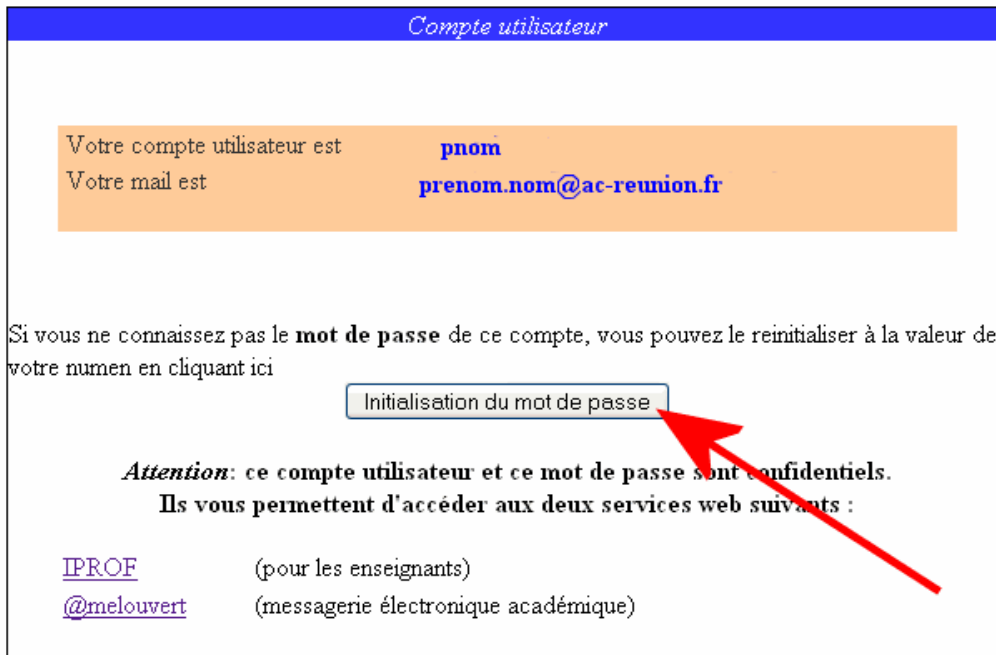 Compte utilisateur
Votre compte utilisateur est pnom
Votre mail est prenom.nom@ac-reunion.fr
Si vous ne connaissez pas le mot de passe de ce compte, vous pouvez le reinitialiser à la valeur de
votre numen en cliquant ici
Initialisation du mot de passe
Attention: ce compte utilisateur et ce mot de passe sont confidentiels.
Ils vous permettent d'accéder aux deux services web suivants :
IPROF (pour les enseignants)
@melouvert (messagerie électronique académique)